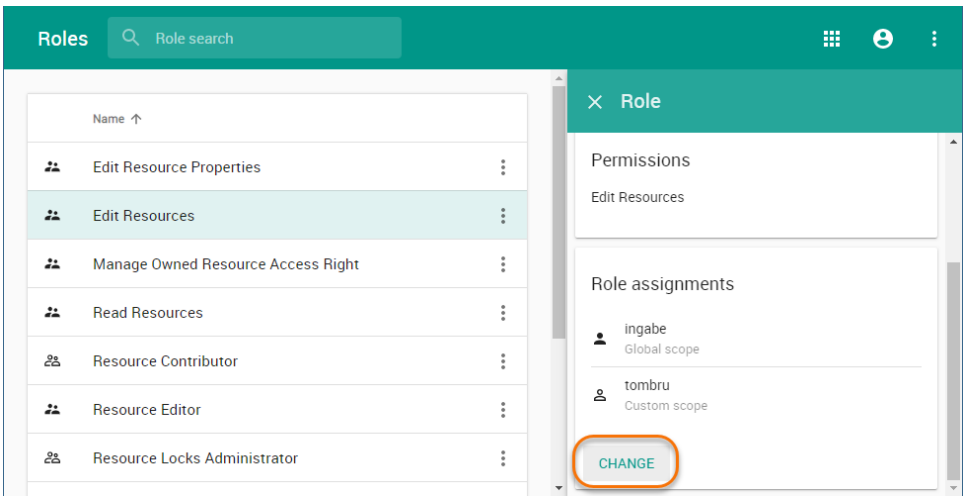 Roles
Role search
Name
Edit Resource Properties
Edit Resources
Manage Owned Resource Access Right
Read Resources
Resource Contributor
Resource Editor
Resource Locks Administrator
Role
Permissions
Edit Resources
Role assignments
ingabe
Global scope
tombru
Custom scope
CHANGE